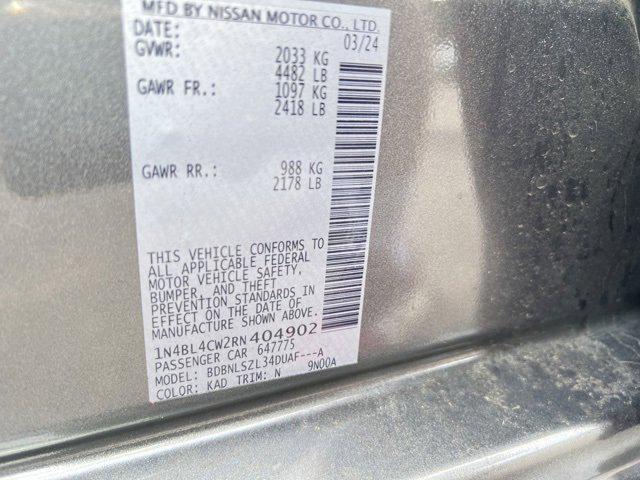 MFD BY NISSAN MOTOR CO., LTD.
DATE: 03/24
GVWR: 2033 KG
4482 LB
GAWR FR.: 1097 KG
2418 LB
GAWR RR.: 988 KG
2178 LB
THIS VEHICLE CONFORMS TO
ALL APPLICABLE FEDERAL
MOTOR VEHICLE SAFETY,
BUMPER, AND THEFT
PREVENTION STANDARDS IN
EFFECT ON THE DATE OF
MANUFACTURE SHOWN ABOVE.
1N4BL4CW2RN404902
PASSENGER CAR 647775
MODEL: BDBNLSZL34DUAF---A
COLOR: KAD TRIM: N 9N00A